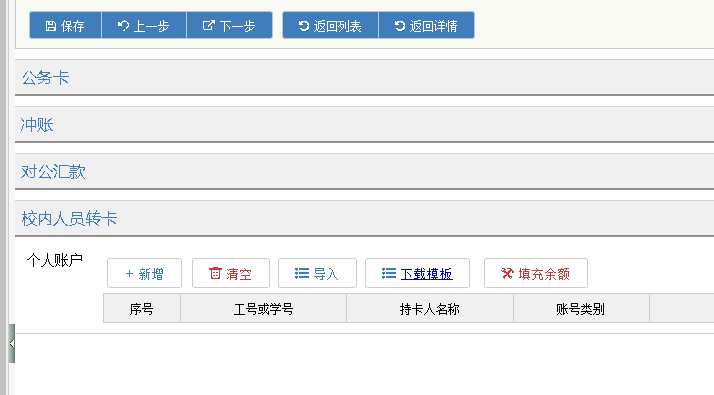 保存 上一步 下一步 返回列表 返回详情
公务卡
冲账
对公汇款
校内人员转卡
个人账户 + 新增 清空 导入 下载模板 填充余额
序号 工号或学号 持卡人名称 账号类别